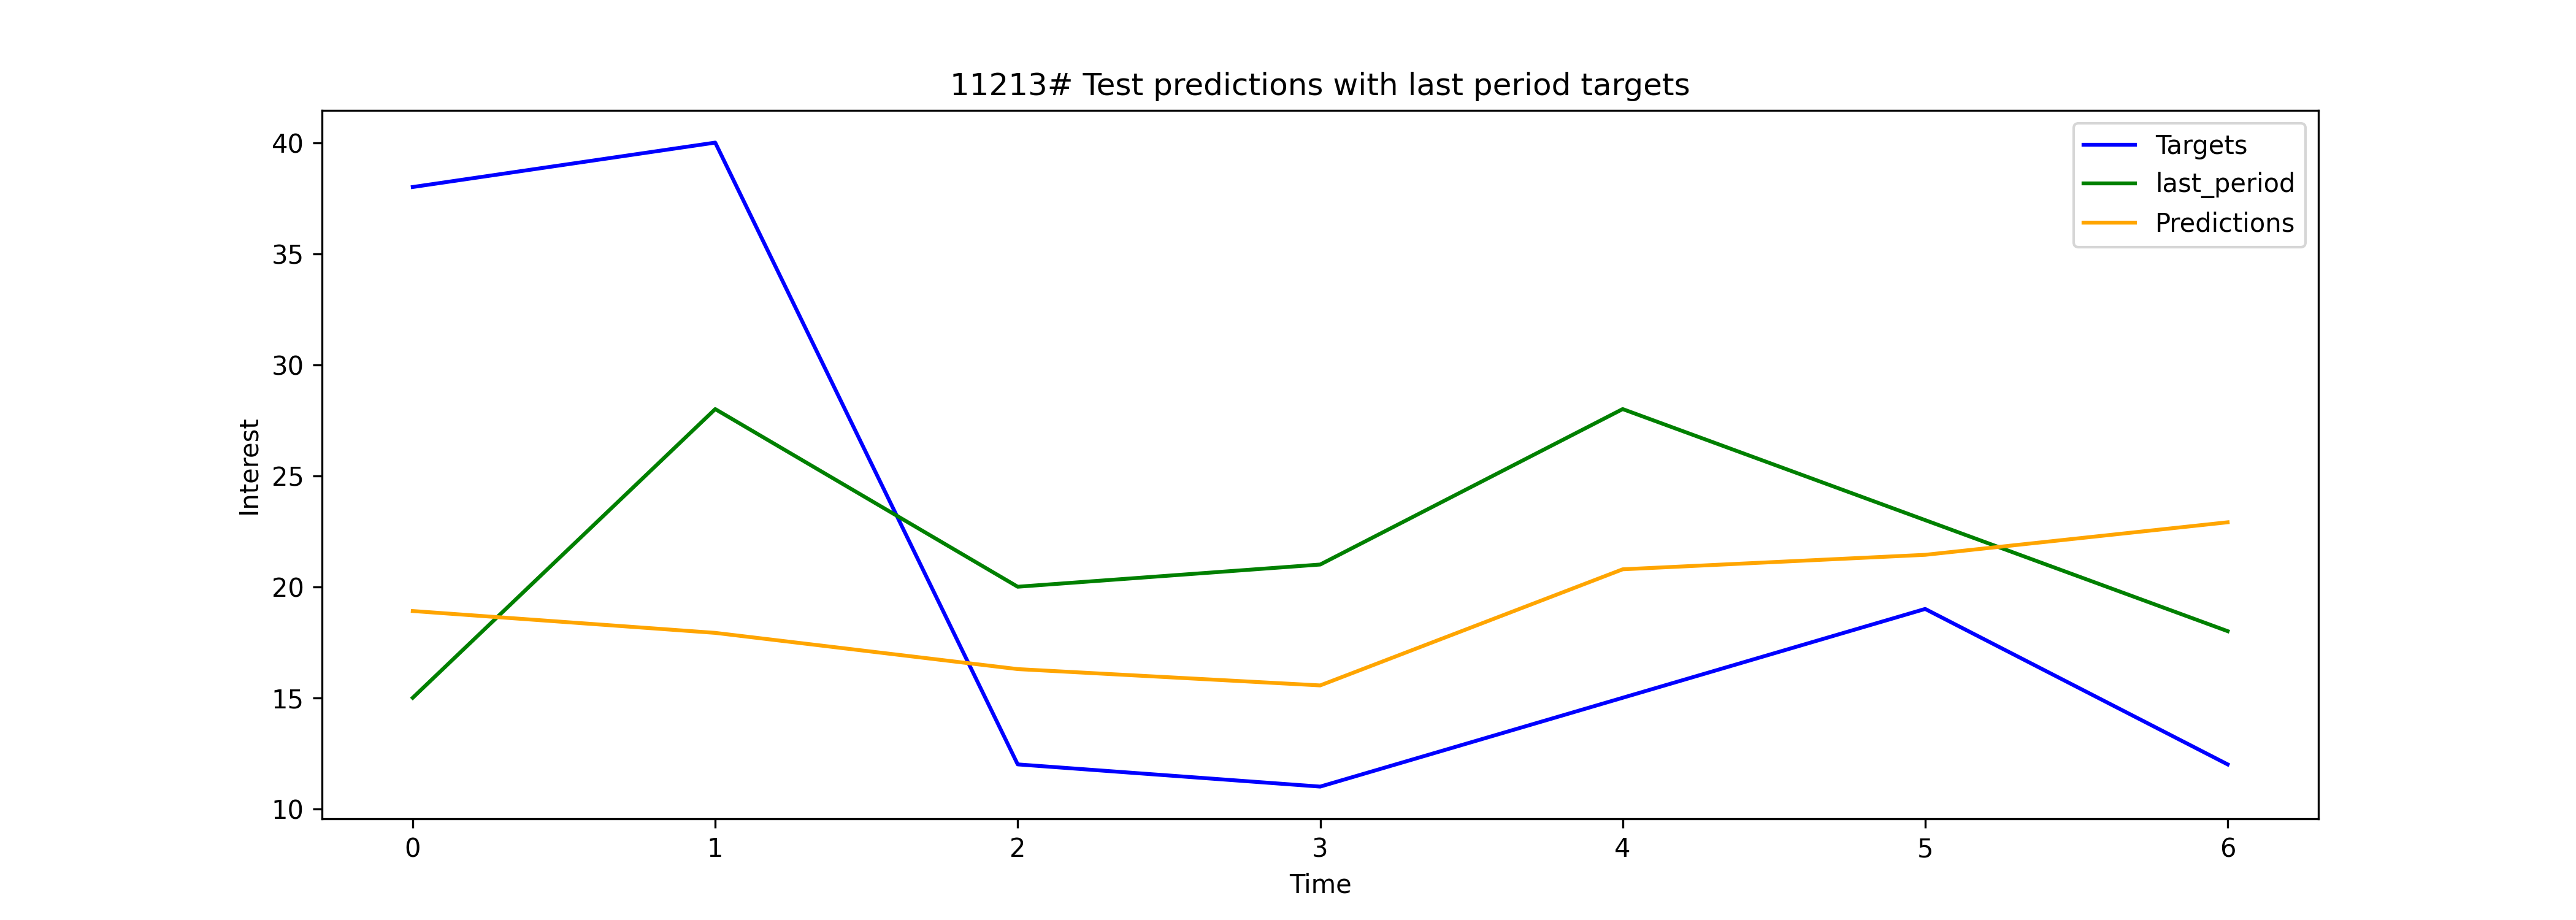 11213# Test predictions with last period targets
Targets
last_period
Predictions
40
35
30
25
20
15
10
Interest
0 1 2 3 4 5 6
Time